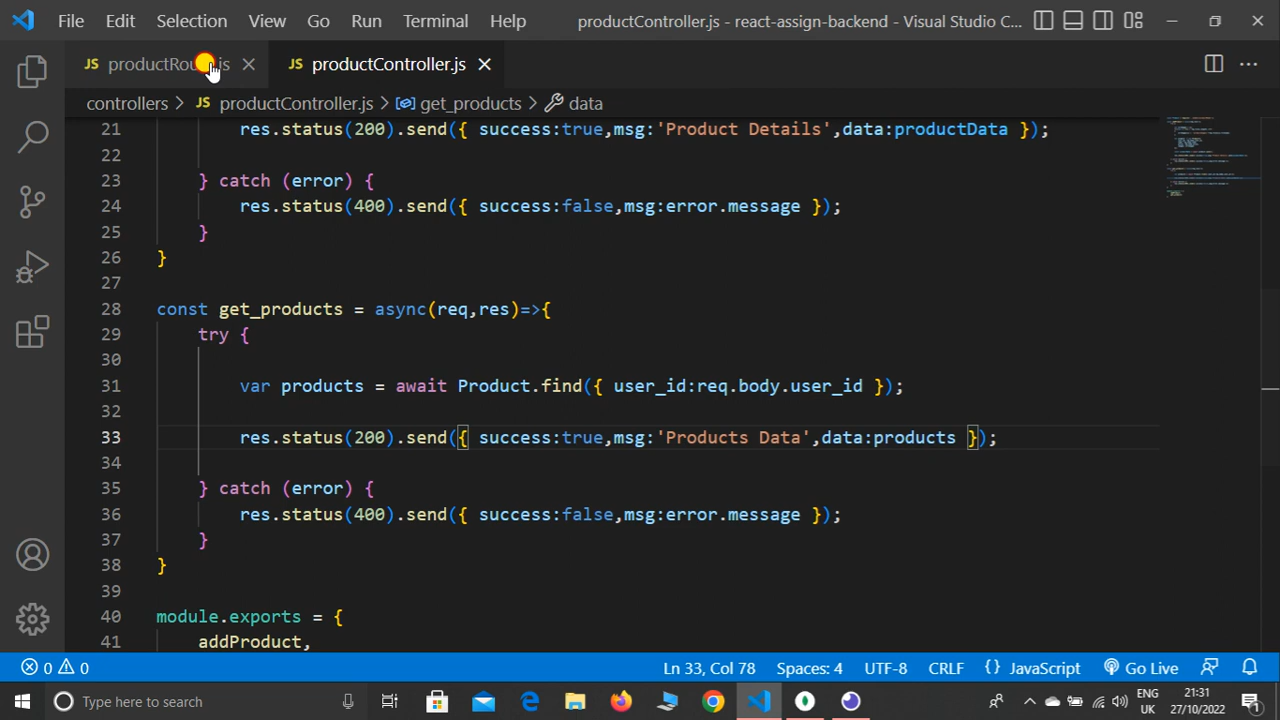 File Edit Selection View Go Run Terminal Help productController.js - react-assign-backend - Visual Studio C...
JS productRou .js JS productController.js
controllers > JS productController.js > get_products > data
21 res.status(200).send({ success:true,msg:'Product Details',data:productData });
22
23 } catch (error) {
24 res.status(400).send({ success:false,msg:error.message });
25 }
26 }
27
28 const get_products = async(req,res)=>{
29 try {
30
31 var products = await Product.find({ user_id:req.body.user_id });
32
33 res.status(200).send({ success:true,msg:'Products Data',data:products });
34
35 } catch (error) {
36 res.status(400).send({ success:false,msg:error.message });
37 }
38 }
39
40 module.exports = {
41 addProduct,
0 0 Ln 33, Col 78 Spaces: 4 UTF-8 CRLF {} JavaScript Go Live
Type here to search ENG UK 21:31 27/10/2022 1